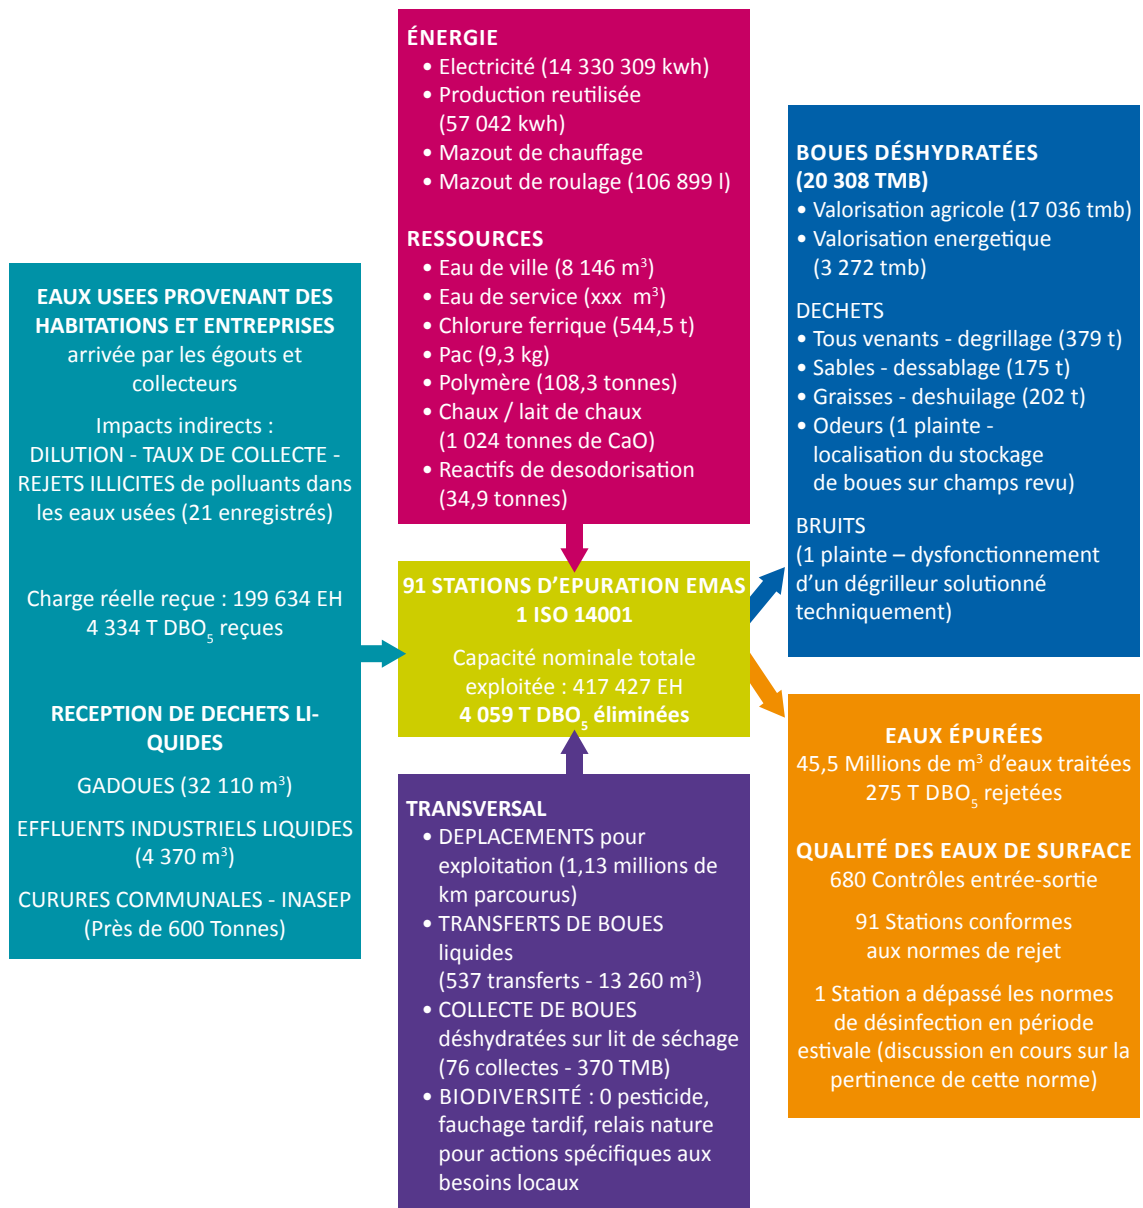 ÉNERGIE
• Electricité (14 330 309 kwh)
• Production reutilisée
(57 042 kwh)
• Mazout de chauffage
• Mazout de roulage (106 899 l)
RESSOURCES
• Eau de ville (8 146 m³)
• Eau de service (xxx m³)
• Chlorure ferrique (544,5 t)
• Pac (9,3 kg)
• Polymère (108,3 tonnes)
• Chaux / lait de chaux
(1 024 tonnes de CaO)
• Reactifs de desodorisation
(34,9 tonnes)
EAUX USEES PROVENANT DES
HABITATIONS ET ENTREPRISES
arrivée par les égouts et
collecteurs
Impacts indirects :
DILUTION - TAUX DE COLLECTE -
REJETS ILLICITES de polluants dans
les eaux usées (21 enregistrés)
Charge réelle reçue : 199 634 EH
4 334 T DBO₅ reçues
RECEPTION DE DECHETS LI-
QUIDES
GADOUES (32 110 m³)
EFFLUENTS INDUSTRIELS LIQUIDES
(4 370 m³)
CURURES COMMUNALES - INASEP
(Près de 600 Tonnes)
91 STATIONS D'EPURATION EMAS
1 ISO 14001
Capacité nominale totale
exploitée : 417 427 EH
4 059 T DBO₅ éliminées
TRANSVERSAL
• DEPLACEMENTS pour
exploitation (1,13 millions de
km parcourus)
• TRANSFERTS DE BOUES
liquides
(537 transferts - 13 260 m³)
• COLLECTE DE BOUES
déshydratées sur lit de séchage
(76 collectes - 370 TMB)
• BIODIVERSITÉ : 0 pesticide,
fauchage tardif, relais nature
pour actions spécifiques aux
besoins locaux
BOUES DÉSHYDRATÉES
(20 308 TMB)
• Valorisation agricole (17 036 tmb)
• Valorisation energetique
(3 272 tmb)
DECHETS
• Tous venants - degrillage (379 t)
• Sables - dessablage (175 t)
• Graisses - deshuilage (202 t)
• Odeurs (1 plainte -
localisation du stockage
de boues sur champs revu)
BRUITS
(1 plainte – dysfonctionnement
d'un dégrilleur solutionné
techniquement)
EAUX ÉPURÉES
45,5 Millions de m³ d'eaux traitées
275 T DBO₅ rejetées
QUALITÉ DES EAUX DE SURFACE
680 Contrôles entrée-sortie
91 Stations conformes
aux normes de rejet
1 Station a dépassé les normes
de désinfection en période
estivale (discussion en cours sur la
pertinence de cette norme)